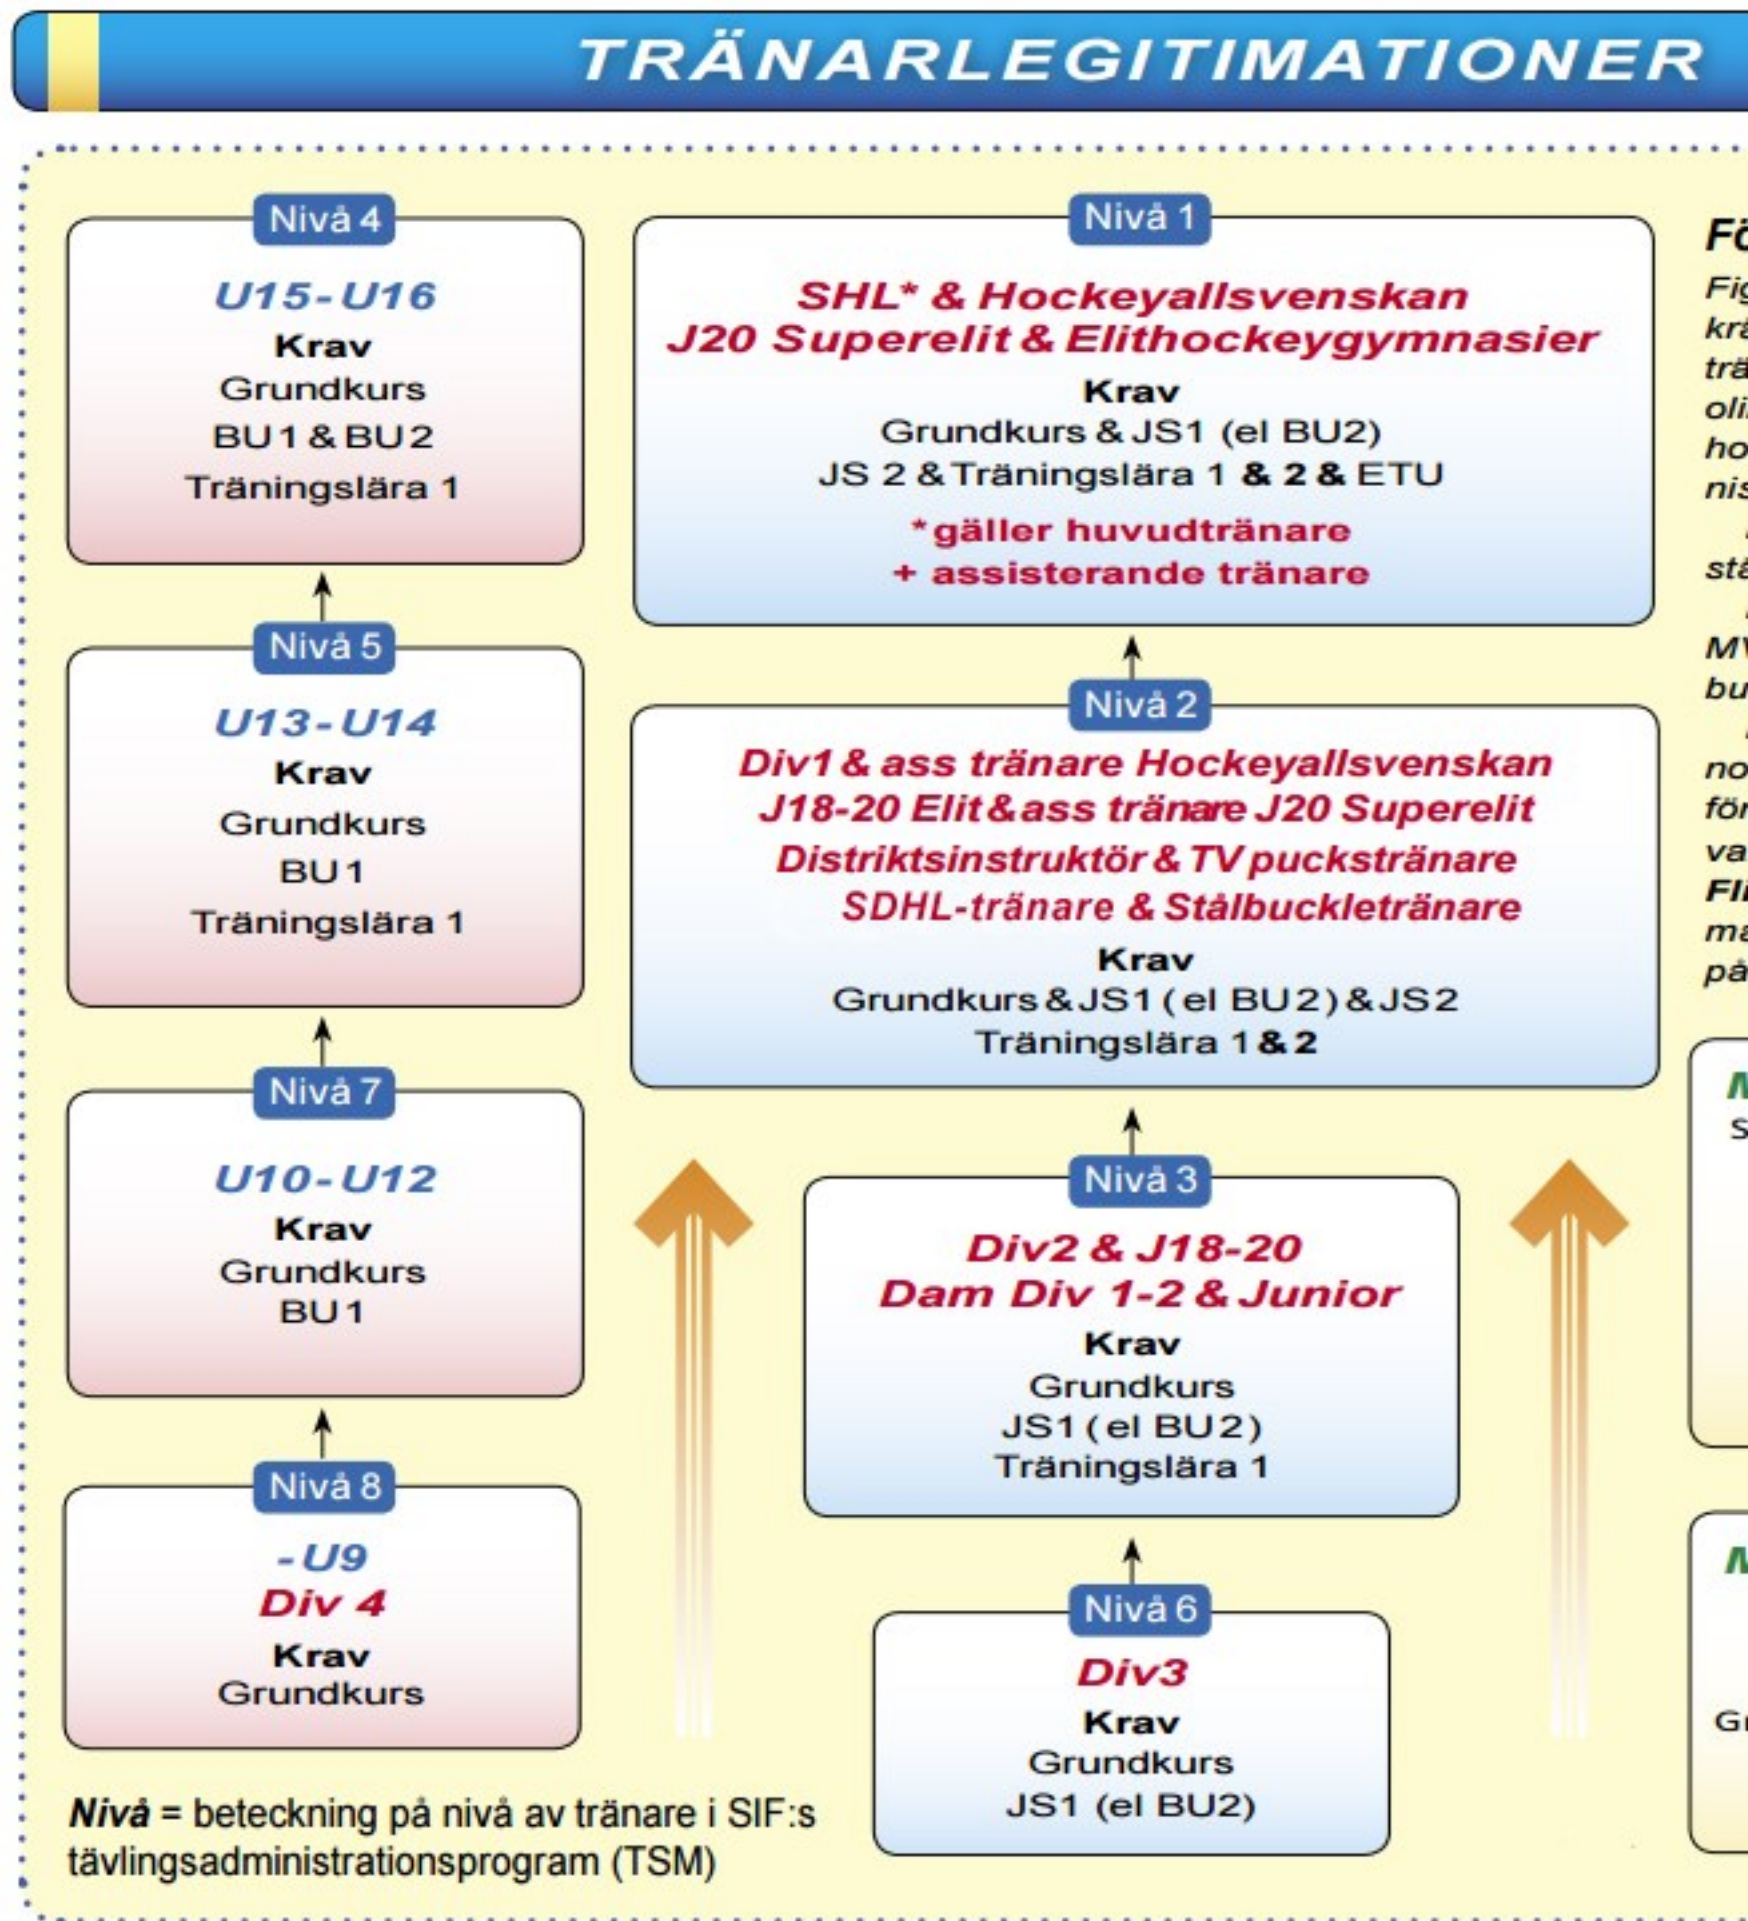 TRÄNARLEGITIMATIONER
Nivå 4
U15-U16
Krav
Grundkurs
BU1 & BU2
Träningslära 1
Nivå 5
U13-U14
Krav
Grundkurs
BU1
Träningslära 1
Nivå 7
U10-U12
Krav
Grundkurs
BU1
Nivå 8
-U9
Div 4
Krav
Grundkurs
Nivå 1
SHL* & Hockeyallsvenskan
J20 Superelit & Elithockeygymnasier
Krav
Grundkurs & JS1 (el BU2)
JS 2 & Träningslära 1 & 2 & ETU
*gäller huvudtränare
+ assisterande tränare
Nivå 2
Div1 & ass tränare Hockeyallsvenskan
J18-20 Elit & ass tränare J20 Superelit
Distriktsinstruktör & TV puckstränare
SDHL-tränare & Stålbuckletränare
Krav
Grundkurs & JS1 (el BU2) & JS2
Träningslära 1 & 2
Nivå 3
Div2 & J18-20
Dam Div 1-2 & Junior
Krav
Grundkurs
JS1 (el BU2)
Träningslära 1
Nivå 6
Div3
Krav
Grundkurs
JS1 (el BU2)
Nivå = beteckning på nivå av tränare i SIF:s
tävlingsadministrationsprogram (TSM)